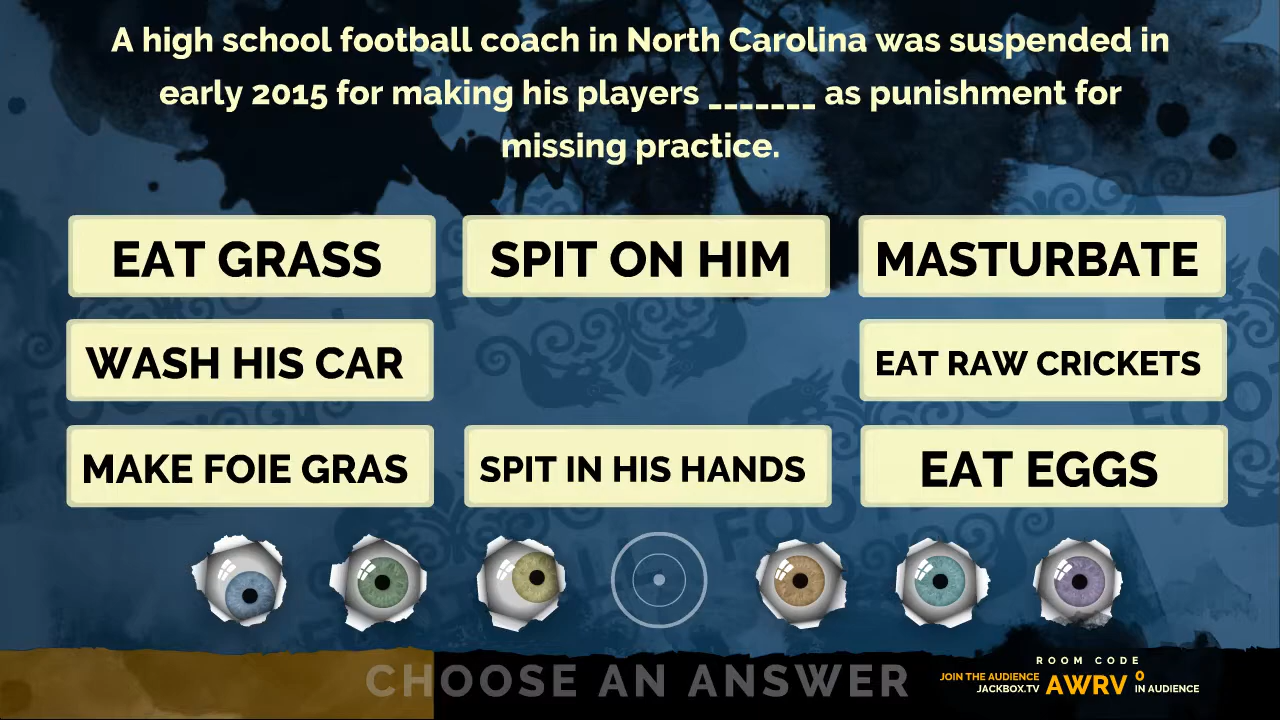 A high school football coach in North Carolina was suspended in
early 2015 for making his players _______ as punishment for
missing practice.
EAT GRASS
SPIT ON HIM
MASTURBATE
WASH HIS CAR
EAT RAW CRICKETS
MAKE FOIE GRAS
SPIT IN HIS HANDS
EAT EGGS
CHOOSE AN ANSWER
ROOM CODE
JOIN THE AUDIENCE
JACKBOX.TV
AWRV
0
IN AUDIENCE